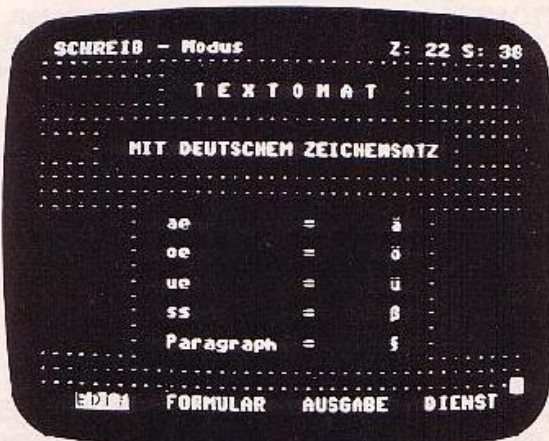 SCHREIB - Modus Z: 22 S: 38
T E X T O M A T
MIT DEUTSCHEM ZEICHENSATZ
ae = ä
oe = ö
ue = ü
ss = ß
Paragraph = §
FORMULAR AUSGABE DIENST